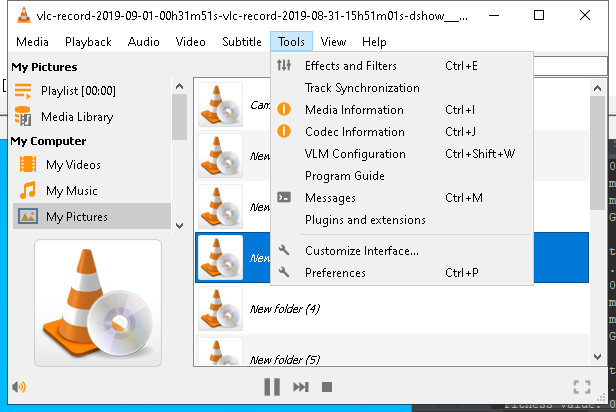 vlc-record-2019-09-01-00h31m51s-vlc-record-2019-08-31-15h51m01s-dshow__...
Media Playback Audio Video Subtitle Tools View Help
My Pictures
Playlist [00:00]
Media Library
My Computer
My Videos
My Music
My Pictures
Cam
New
New
New
New folder (4)
New folder (5)
Effects and Filters Ctrl+E
Track Synchronization
Media Information Ctrl+I
Codec Information Ctrl+J
VLM Configuration Ctrl+Shift+W
Program Guide
Messages Ctrl+M
Plugins and extensions
Customize Interface...
Preferences Ctrl+P